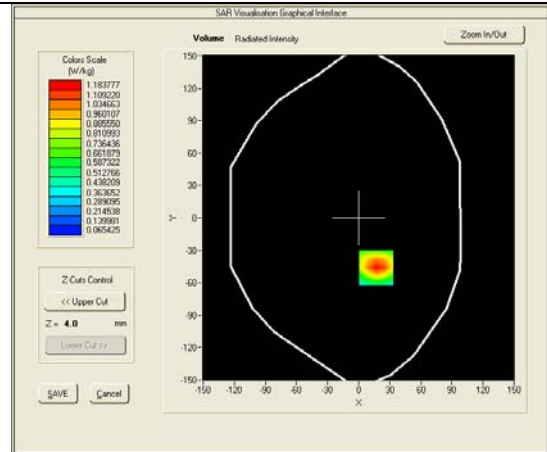 SAR Visualisation Graphical Interface
Volume Radiated Intensity
Zoom In/Out
Colors Scale
(W/kg)
1.183777
1.109220
1.034663
0.960107
0.885550
0.810993
0.736436
0.661879
0.587322
0.512766
0.438209
0.363652
0.289095
0.214538
0.139981
0.065425
Z Cuts Control
<< Upper Cut
Z = 4.0 mm
Lower Cut >>
SAVE Cancel
150
120
90
60
30
0
-30
-60
-90
-120
-150
Y
-150 -120 -90 -60 -30 0 30 60 90 120 150
X